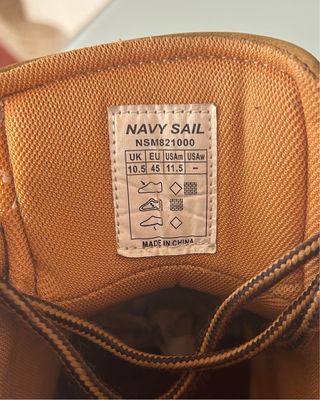 NAVY SAIL
NSM821000
UK EU USAm USAw
10.5 45 11.5 –
MADE IN CHINA